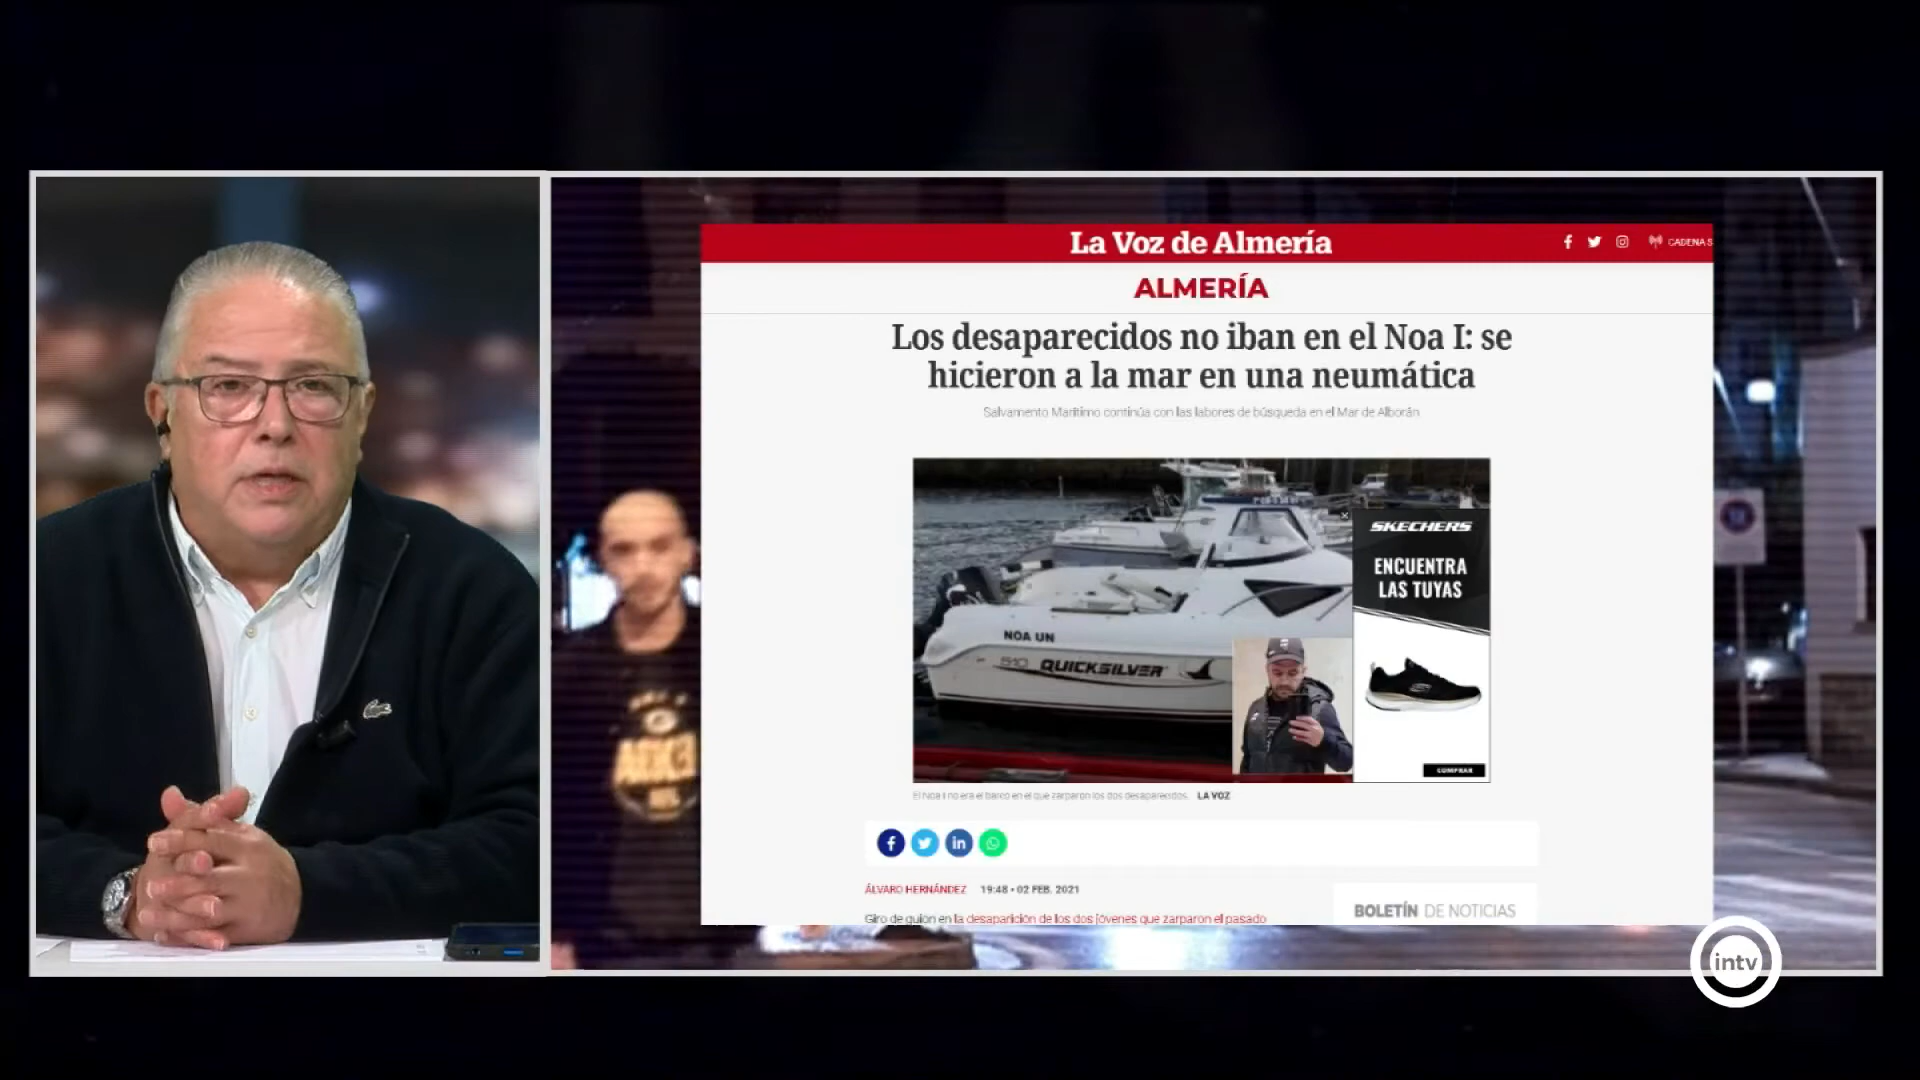 La Voz de Almería
CADENA S
ALMERÍA
Los desaparecidos no iban en el Noa I: se
hicieron a la mar en una neumática
Salvamento Marítimo continúa con las labores de búsqueda en el Mar de Alborán
SKECHERS
ENCUENTRA
LAS TUYAS
NOA UN
510 QUICKSILVER
COMPRAR
El Noa I no era el barco en el que zarparon los dos desaparecidos. LA VOZ
ÁLVARO HERNÁNDEZ 19:48 • 02 FEB. 2021
BOLETÍN DE NOTICIAS
Giro de guion en la desaparición de los dos jóvenes que zarparon el pasado
intv